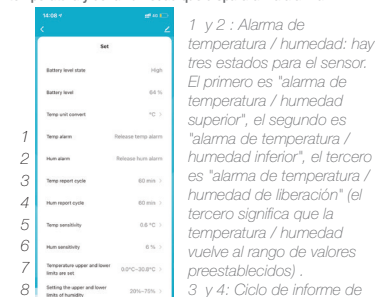 14:08
4G
Set
Battery level state High
Battery level 64 %
Temp unit convert °C >
1 Temp alarm Release temp alarm
2 Hum alarm Release hum alarm
3 Temp report cycle 60 min >
4 Hum report cycle 60 min >
5 Temp sensitivity 0.6 °C >
6 Hum sensitivity 6 % >
7 Temperature upper and lower
limits are set 0.0°C~39.8°C >
8 Setting the upper and lower
limits of humidity 20%~75% >
1 y 2 : Alarma de
temperatura / humedad: hay
tres estados para el sensor.
El primero es "alarma de
temperatura / humedad
superior", el segundo es
"alarma de temperatura /
humedad inferior", el tercero
es "alarma de temperatura /
humedad de liberación" (el
tercero significa que la
temperatura / humedad
vuelve al rango de valores
preestablecidos) .
3 y 4: Ciclo de informe de